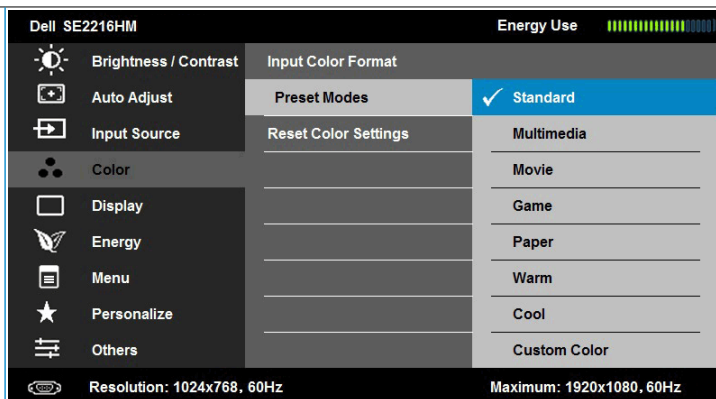 Dell SE2216HM Energy Use
Brightness / Contrast Input Color Format
Auto Adjust Preset Modes Standard
Input Source Reset Color Settings Multimedia
Color Movie
Display Game
Energy Paper
Menu Warm
Personalize Cool
Others Custom Color
Resolution: 1024x768, 60Hz Maximum: 1920x1080, 60Hz